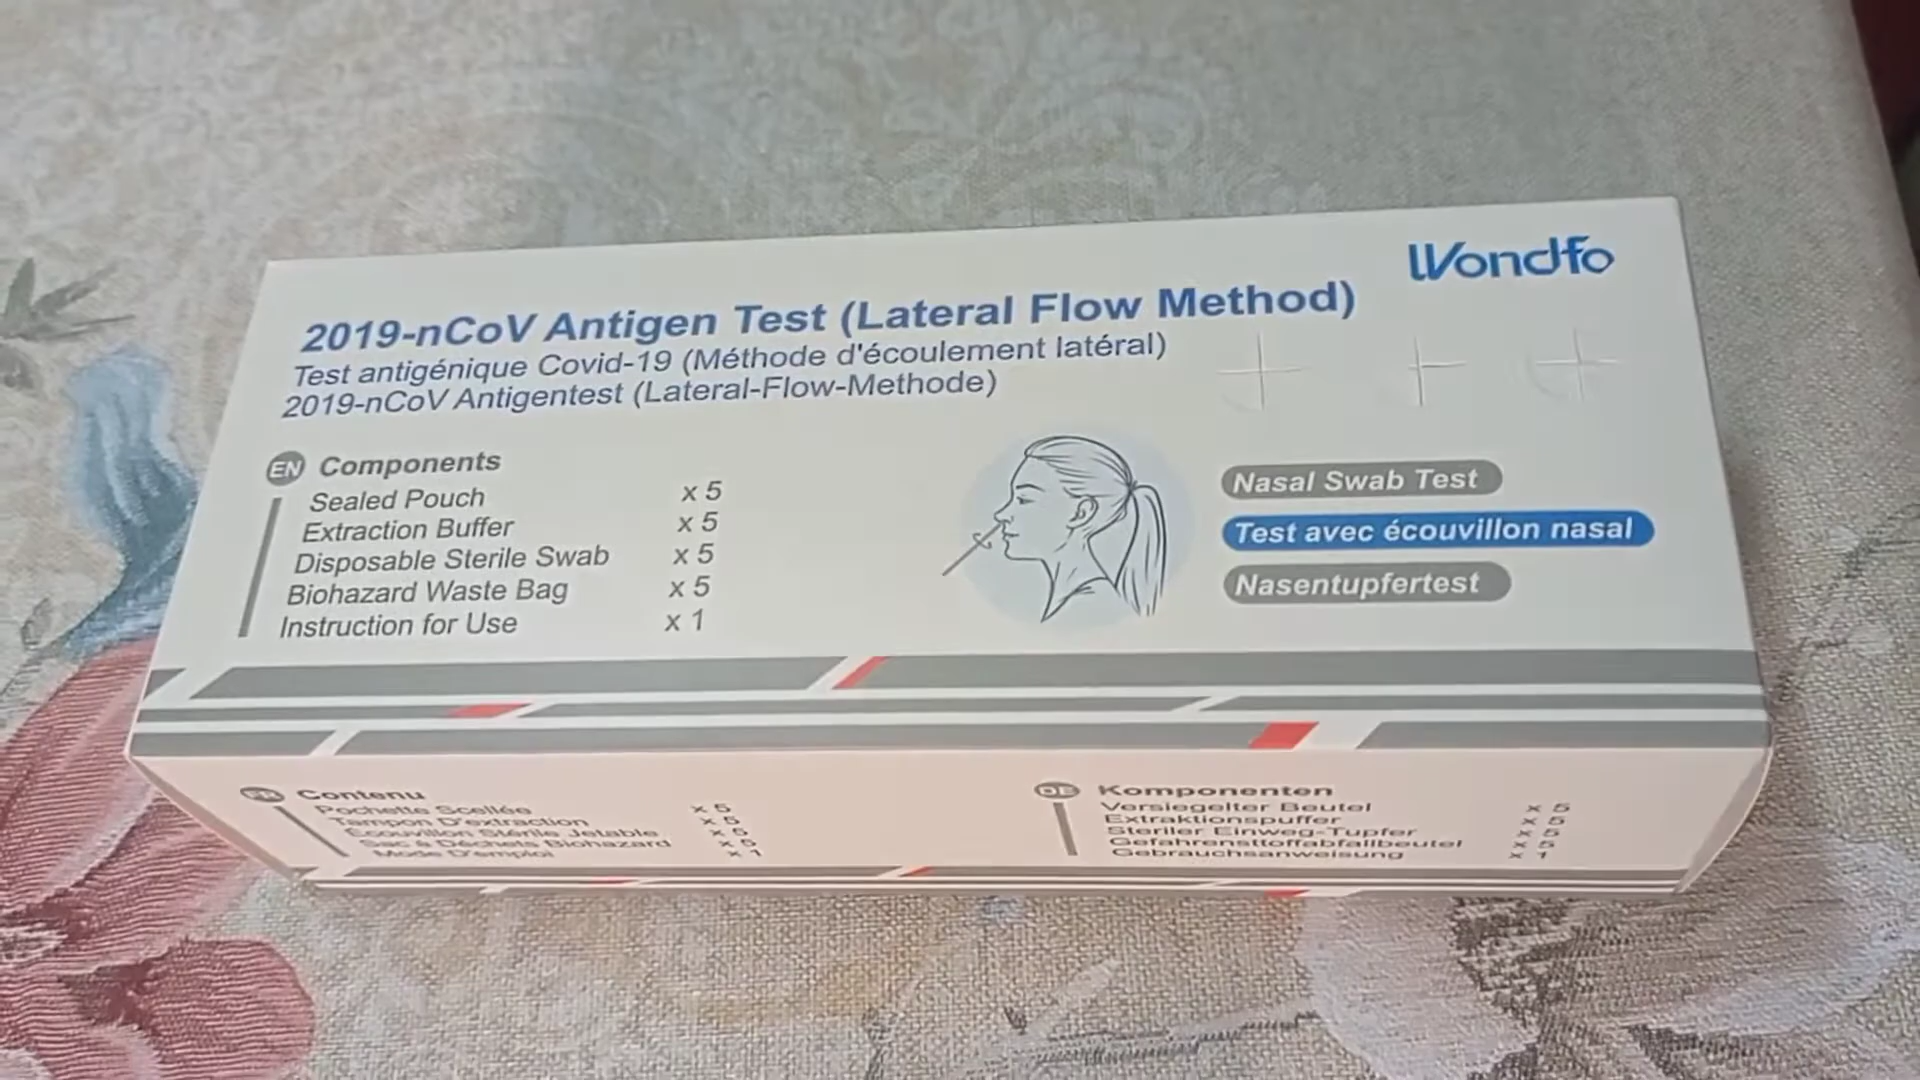 Wondfo
2019-nCoV Antigen Test (Lateral Flow Method)
Test antigénique Covid-19 (Méthode d'écoulement latéral)
2019-nCoV Antigentest (Lateral-Flow-Methode)
EN Components
Sealed Pouch x 5
Extraction Buffer x 5
Disposable Sterile Swab x 5
Biohazard Waste Bag x 5
Instruction for Use x 1
Nasal Swab Test
Test avec écouvillon nasal
Nasentupfertest
FR Contenu
Pochette Scellée x 5
Tampon D'extraction x 5
Écouvillon Stérile Jetable x 5
Sac à Déchets Biohazard x 5
Mode D'emploi x 1
DE Komponenten
Versiegelter Beutel x 5
Extraktionspuffer x 5
Steriler Einweg-Tupfer x 5
Gefahrensttoffabfallbeutel x 5
Gebrauchsanweisung x 1